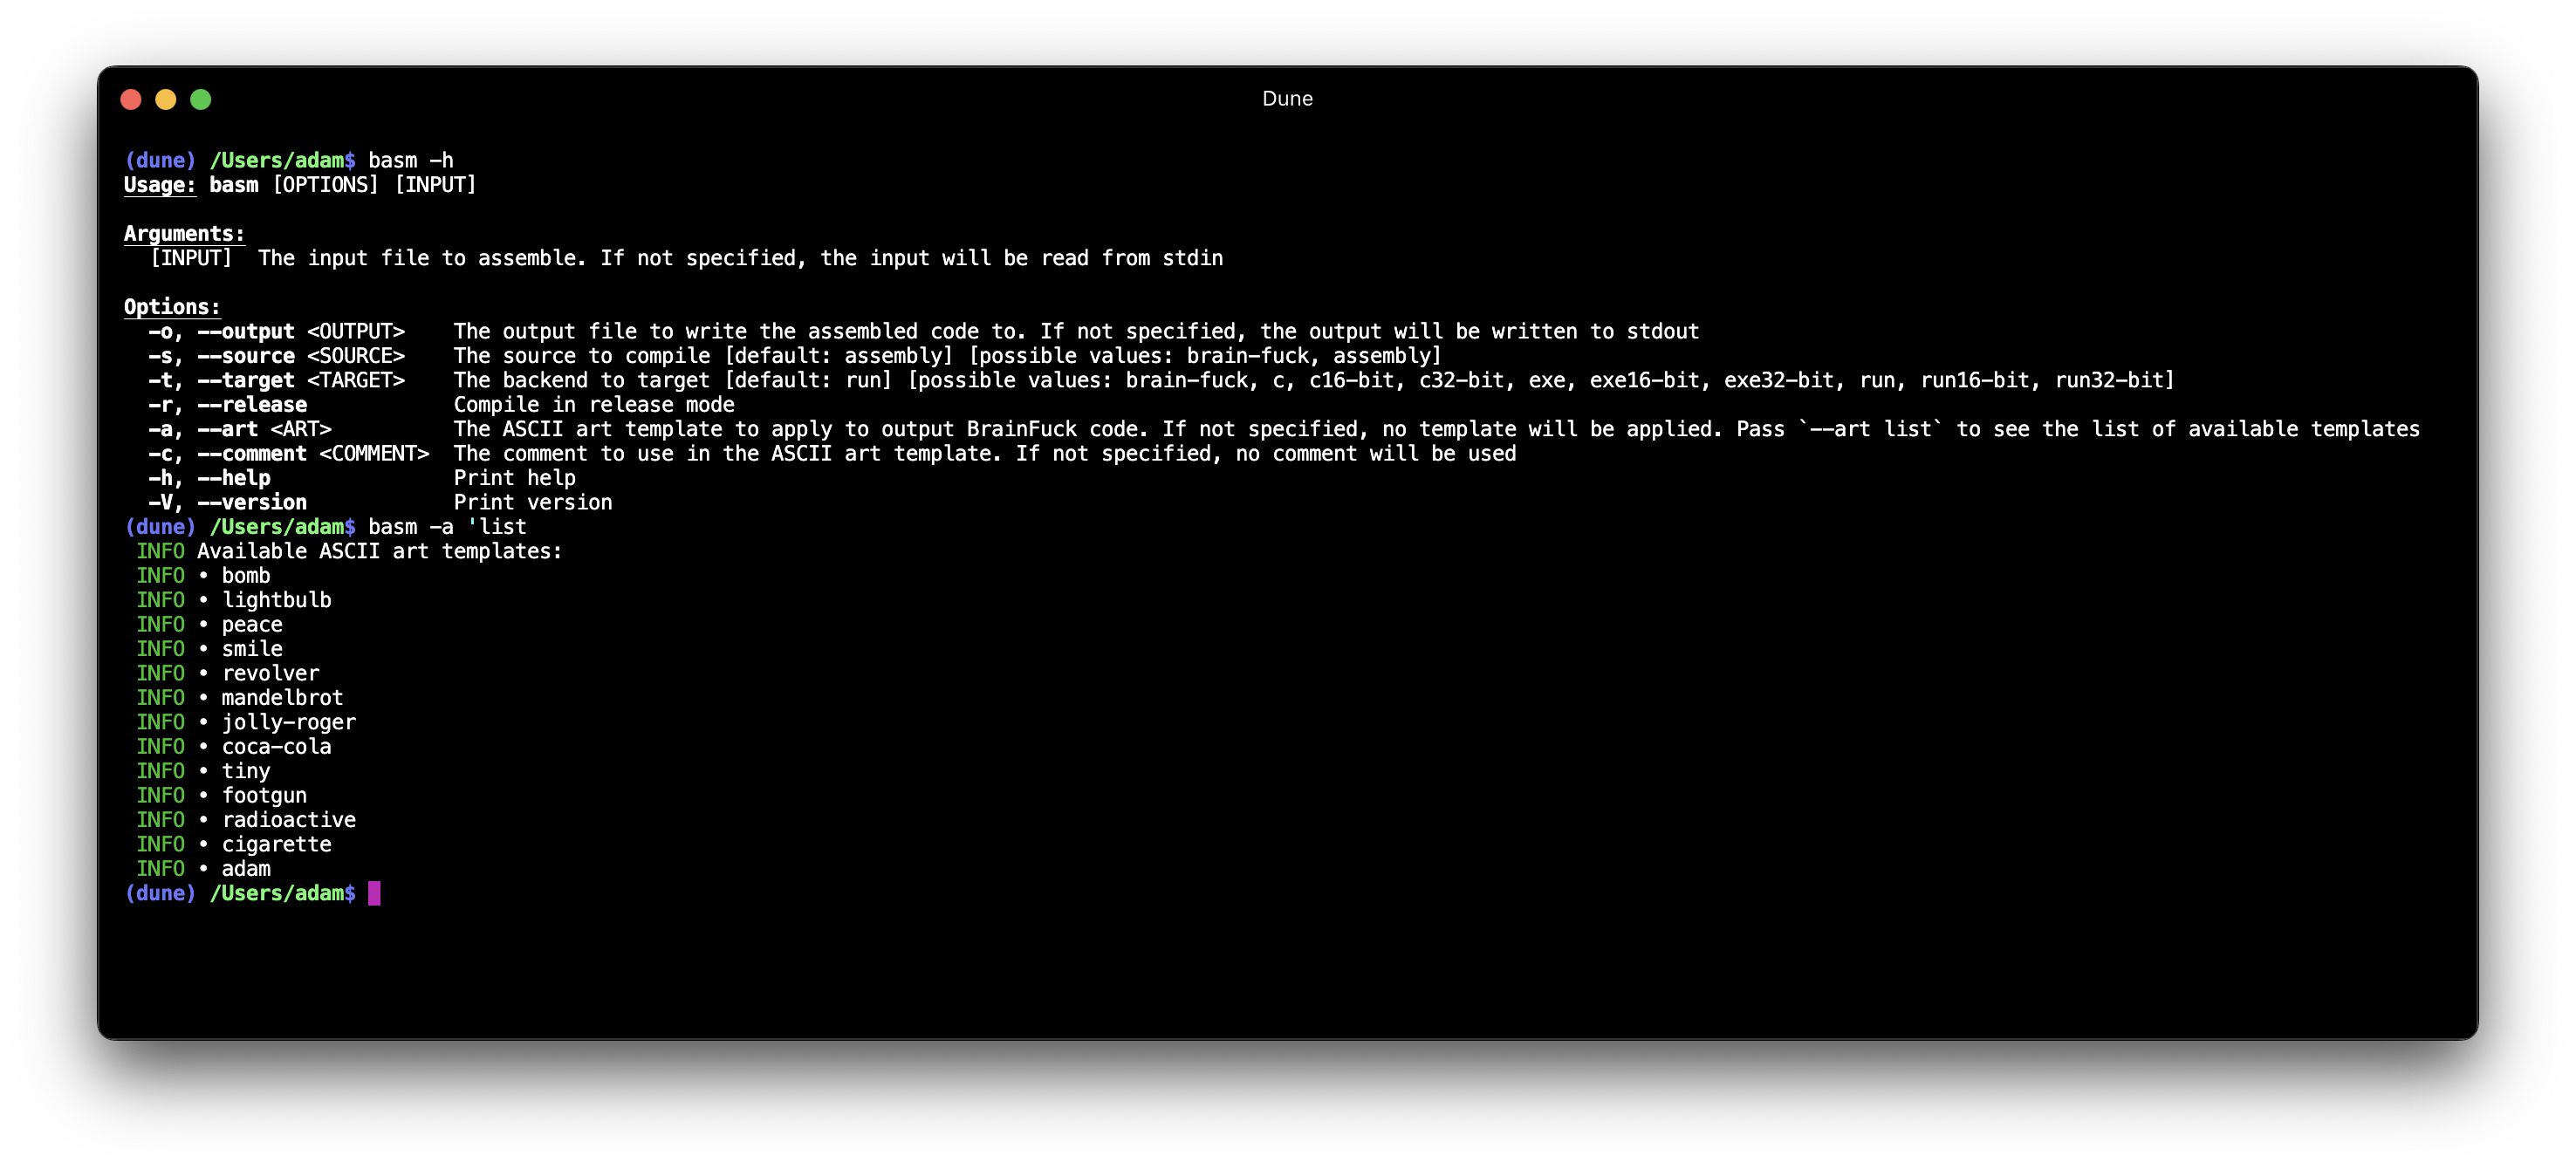 Dune
(dune) /Users/adam$ basm -h
Usage: basm [OPTIONS] [INPUT]

Arguments:
  [INPUT]  The input file to assemble. If not specified, the input will be read from stdin

Options:
  -o, --output <OUTPUT>    The output file to write the assembled code to. If not specified, the output will be written to stdout
  -s, --source <SOURCE>    The source to compile [default: assembly] [possible values: brain-fuck, assembly]
  -t, --target <TARGET>    The backend to target [default: run] [possible values: brain-fuck, c, c16-bit, c32-bit, exe, exe16-bit, exe32-bit, run, run16-bit, run32-bit]
  -r, --release            Compile in release mode
  -a, --art <ART>          The ASCII art template to apply to output BrainFuck code. If not specified, no template will be applied. Pass `--art list` to see the list of available templates
  -c, --comment <COMMENT>  The comment to use in the ASCII art template. If not specified, no comment will be used
  -h, --help               Print help
  -V, --version            Print version
(dune) /Users/adam$ basm -a 'list
 INFO Available ASCII art templates:
 INFO • bomb
 INFO • lightbulb
 INFO • peace
 INFO • smile
 INFO • revolver
 INFO • mandelbrot
 INFO • jolly-roger
 INFO • coca-cola
 INFO • tiny
 INFO • footgun
 INFO • radioactive
 INFO • cigarette
 INFO • adam
(dune) /Users/adam$